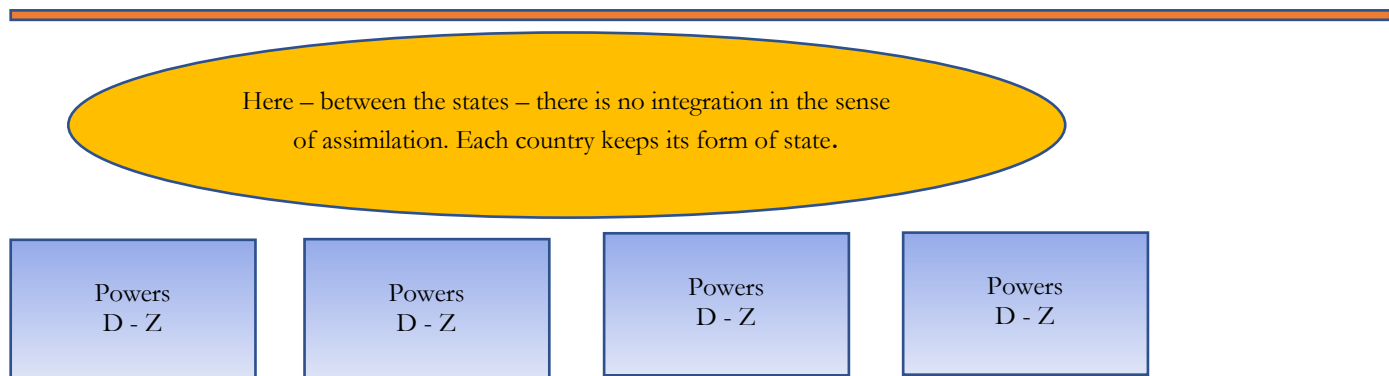 Here – between the states – there is no integration in the sense
of assimilation. Each country keeps its form of state.
Powers
D - Z
Powers
D - Z
Powers
D - Z
Powers
D - Z